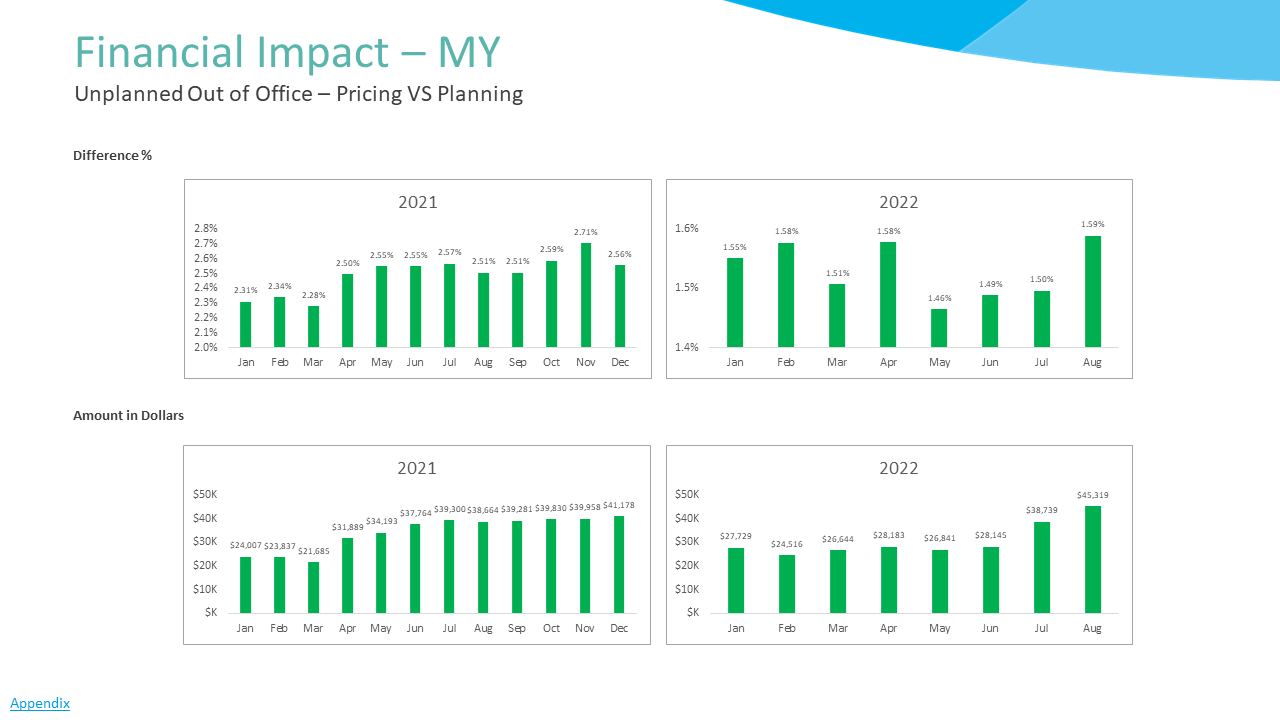 Financial Impact – MY
Unplanned Out of Office – Pricing VS Planning
Difference %
2021
2.8%
2.7%
2.6%
2.5%
2.4%
2.3%
2.2%
2.1%
2.0%
2.31% 2.34% 2.28% 2.50% 2.55% 2.55% 2.57% 2.51% 2.51% 2.59% 2.71% 2.56%
Jan Feb Mar Apr May Jun Jul Aug Sep Oct Nov Dec
2022
1.6%
1.5%
1.4%
1.55% 1.58% 1.51% 1.58% 1.46% 1.49% 1.50% 1.59%
Jan Feb Mar Apr May Jun Jul Aug
Amount in Dollars
2021
$50K
$40K
$30K
$20K
$10K
$K
$24,007 $23,837 $21,685 $31,889 $34,193 $37,764 $39,300 $38,664 $39,281 $39,830 $39,958 $41,178
Jan Feb Mar Apr May Jun Jul Aug Sep Oct Nov Dec
2022
$50K
$40K
$30K
$20K
$10K
$K
$27,729 $24,516 $26,644 $28,183 $26,841 $28,145 $38,739 $45,319
Jan Feb Mar Apr May Jun Jul Aug
Appendix